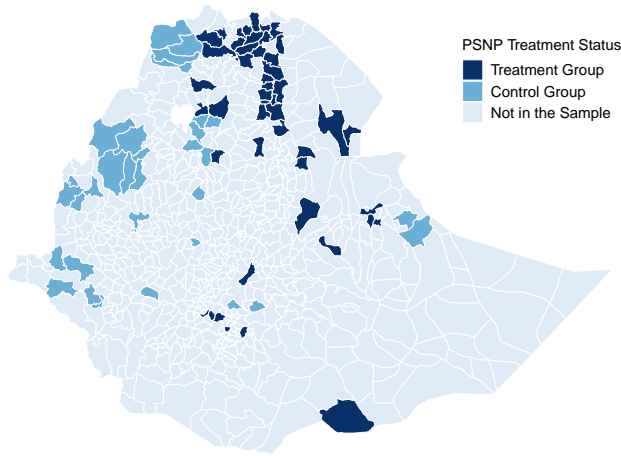 PSNP Treatment Status
Treatment Group
Control Group
Not in the Sample